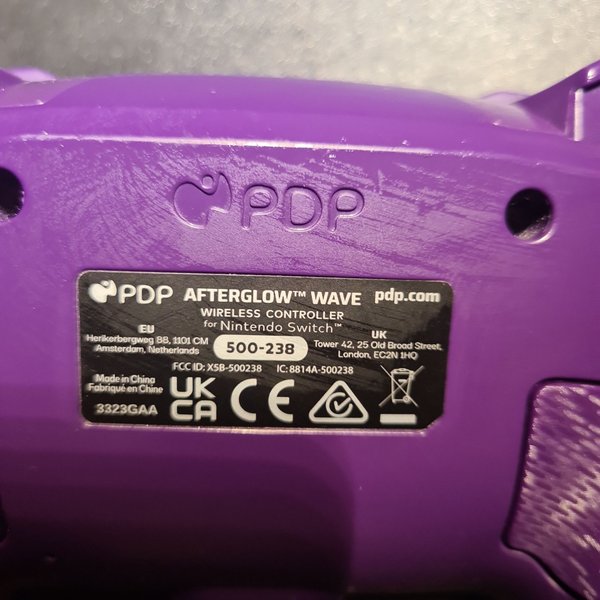 PDP
PDP AFTERGLOW™ WAVE pdp.com
WIRELESS CONTROLLER
for Nintendo Switch™
EU
Herikerbergweg 88, 1101 CM
Amsterdam, Netherlands
500-238
UK
Tower 42, 25 Old Broad Street,
London, EC2N 1HQ
FCC ID: X5B-500238 IC: 8814A-500238
Made in China
Fabriqué en Chine
3323GAA
UK
CA
CE